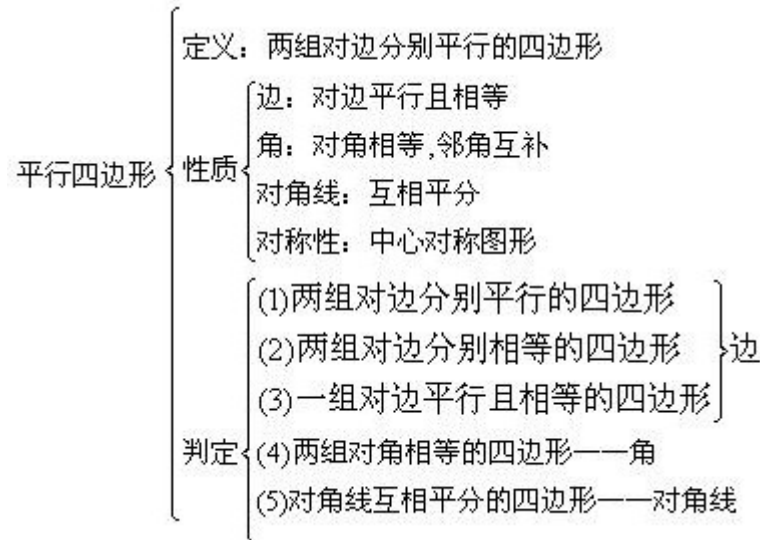 定义：两组对边分别平行的四边形
边：对边平行且相等
角：对角相等,邻角互补
平行四边形
性质
对角线：互相平分
对称性：中心对称图形
(1)两组对边分别平行的四边形
(2)两组对边分别相等的四边形
边
(3)一组对边平行且相等的四边形
判定
(4)两组对角相等的四边形——角
(5)对角线互相平分的四边形——对角线